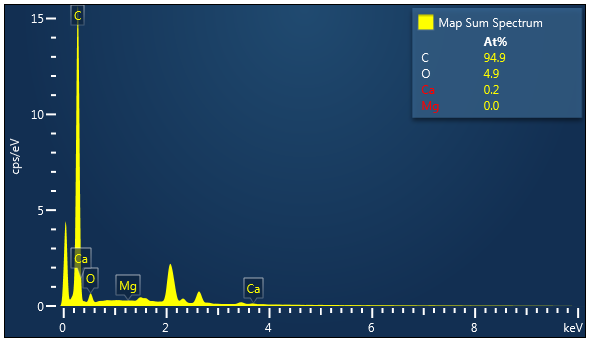 15
C
Map Sum Spectrum
At%
C 94.9
O 4.9
Ca 0.2
Mg 0.0
10
cps/eV
5
Ca
O
Mg
Ca
0
0 2 4 6 8 keV